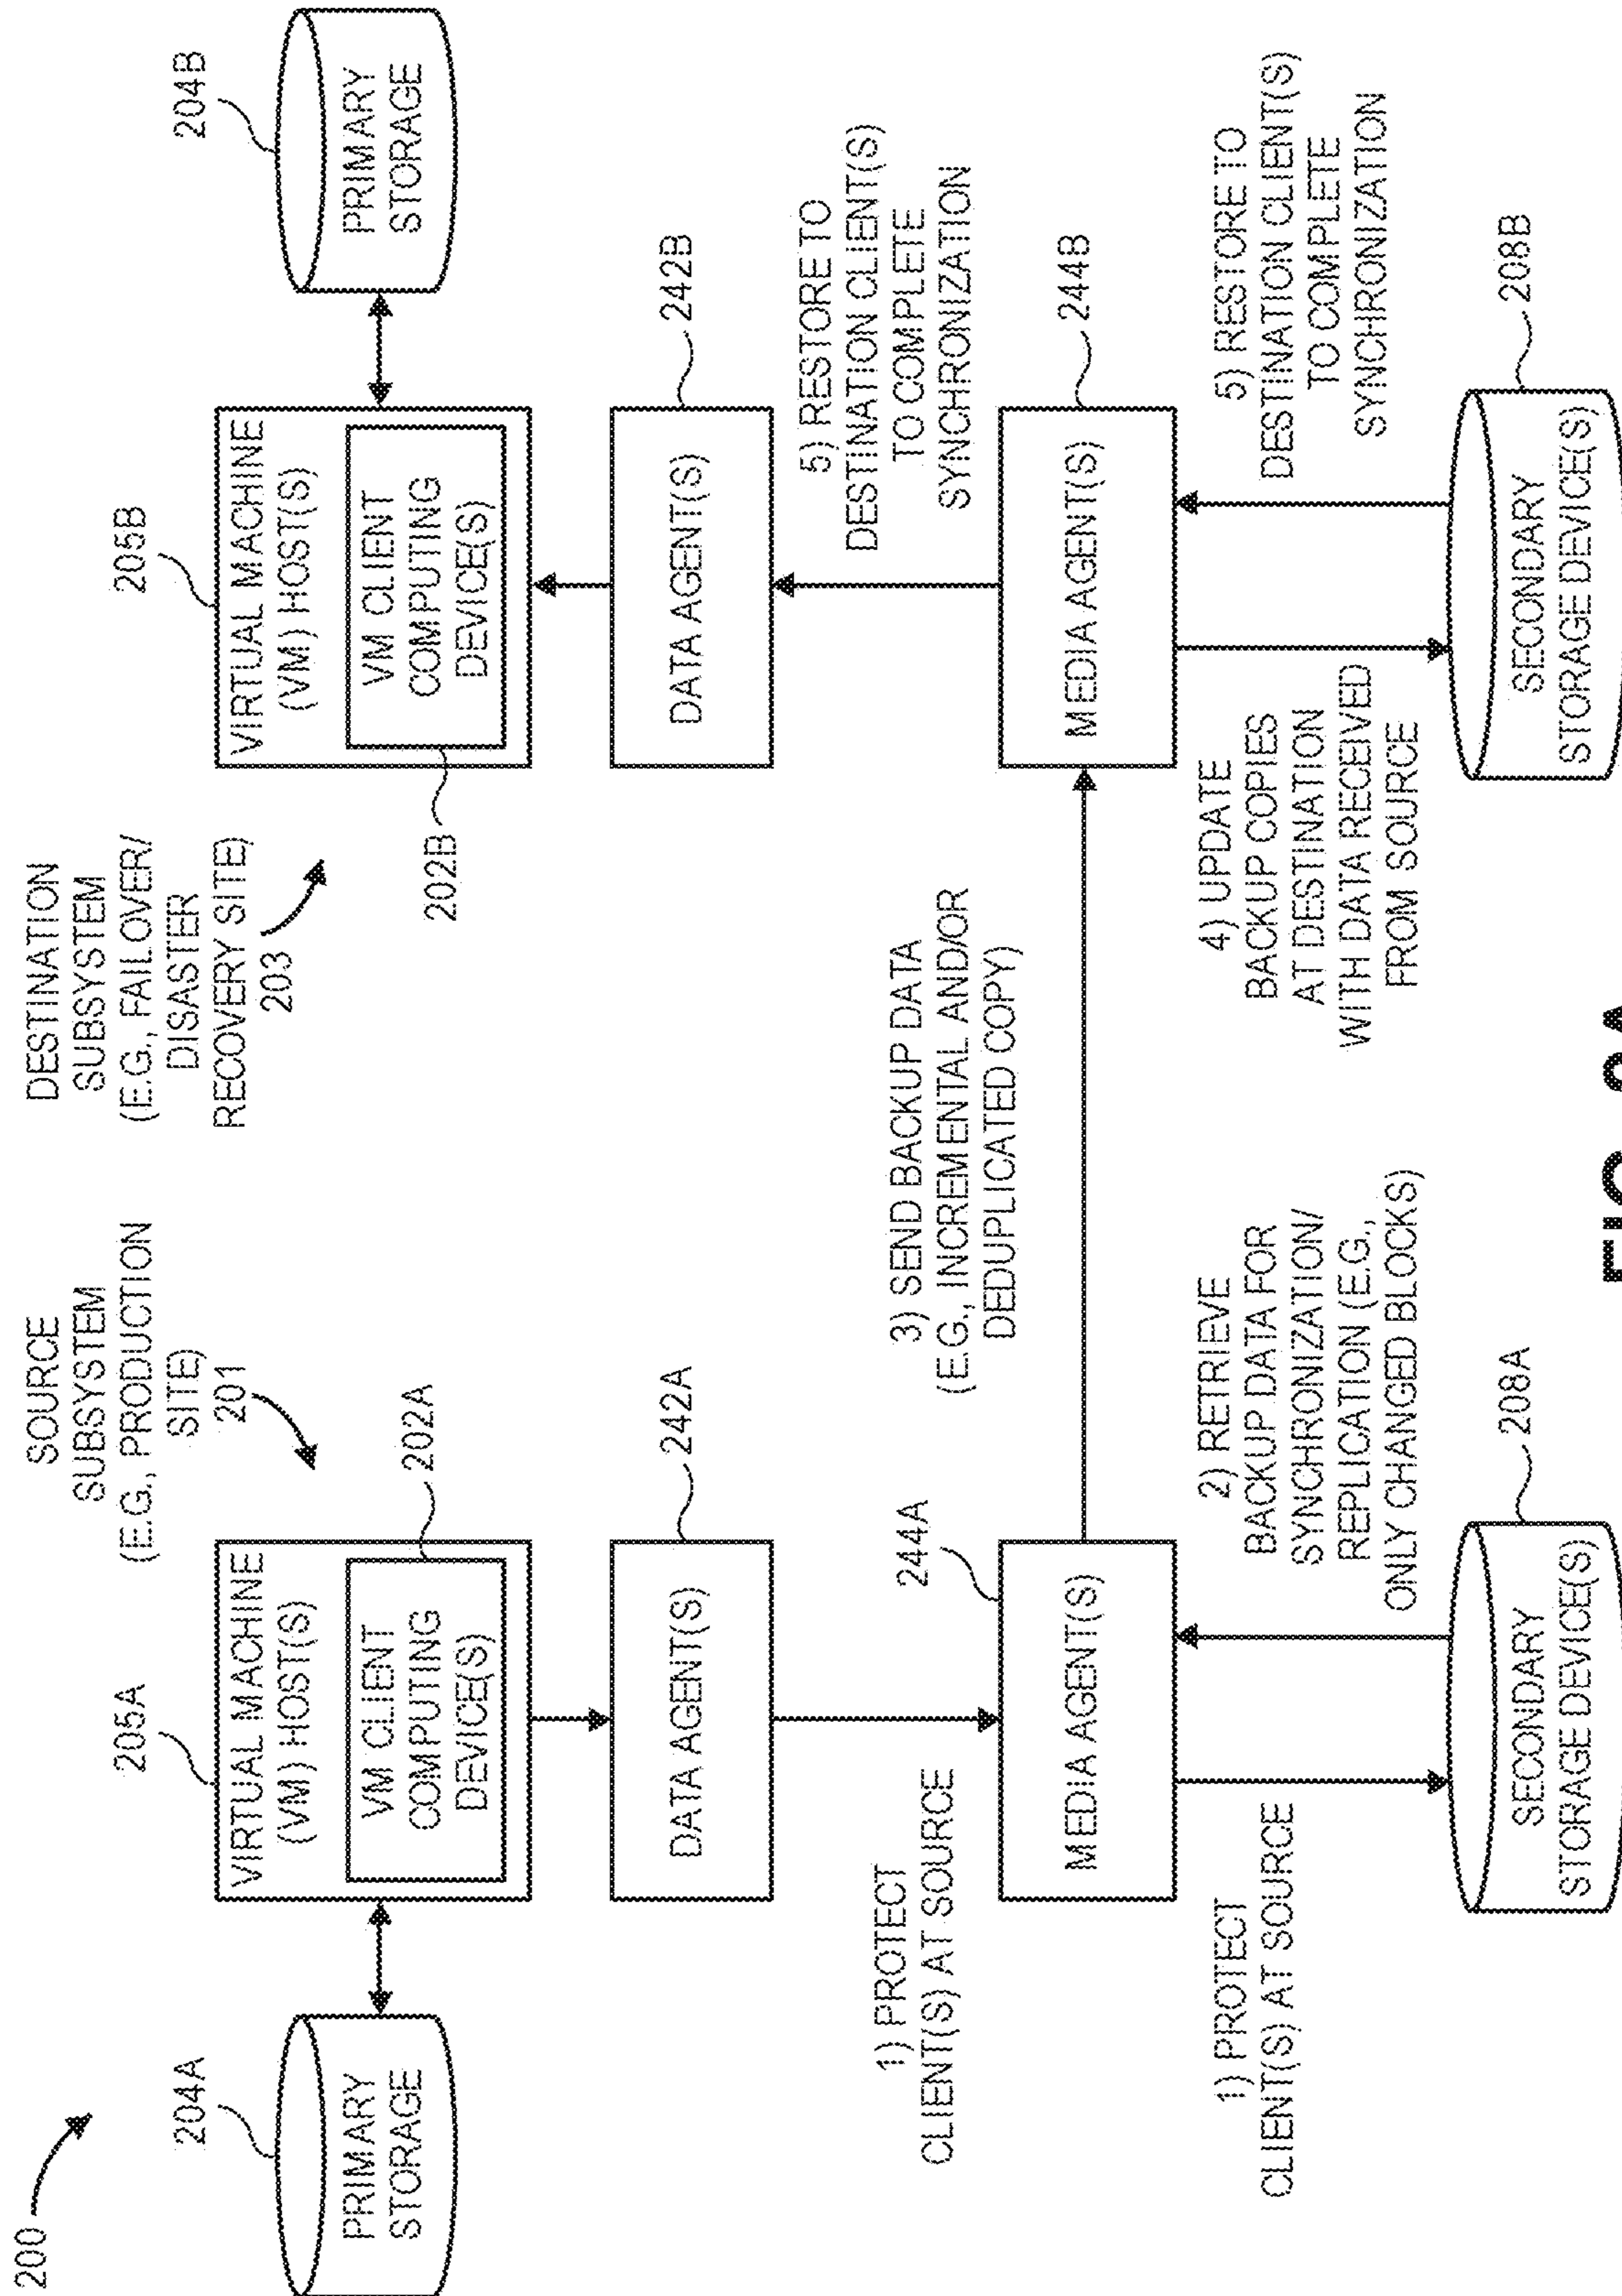 200
SOURCE
SUBSYSTEM
(E.G., PRODUCTION
SITE)
201
DESTINATION
SUBSYSTEM
(E.G., FAILOVER/
DISASTER
RECOVERY SITE)
203
204A
PRIMARY
STORAGE
205A
VIRTUAL MACHINE
(VM) HOST(S)
VM CLIENT
COMPUTING
DEVICE(S)
202A
202B
205B
VIRTUAL MACHINE
(VM) HOST(S)
VM CLIENT
COMPUTING
DEVICE(S)
204B
PRIMARY
STORAGE
DATA AGENT(S)
242A
DATA AGENT(S)
242B
1) PROTECT
CLIENT(S) AT SOURCE
3) SEND BACKUP DATA
(E.G., INCREMENTAL AND/OR
DEDUPLICATED COPY)
5) RESTORE TO
DESTINATION CLIENT(S)
TO COMPLETE
SYNCHRONIZATION
244A
MEDIA AGENT(S)
MEDIA AGENT(S)
244B
1) PROTECT
CLIENT(S) AT SOURCE
2) RETRIEVE
BACKUP DATA FOR
SYNCHRONIZATION/
REPLICATION (E.G.,
ONLY CHANGED BLOCKS)
4) UPDATE
BACKUP COPIES
AT DESTINATION
WITH DATA RECEIVED
FROM SOURCE
5) RESTORE TO
DESTINATION CLIENT(S)
TO COMPLETE
SYNCHRONIZATION
SECONDARY
STORAGE DEVICE(S)
208A
SECONDARY
STORAGE DEVICE(S)
208B